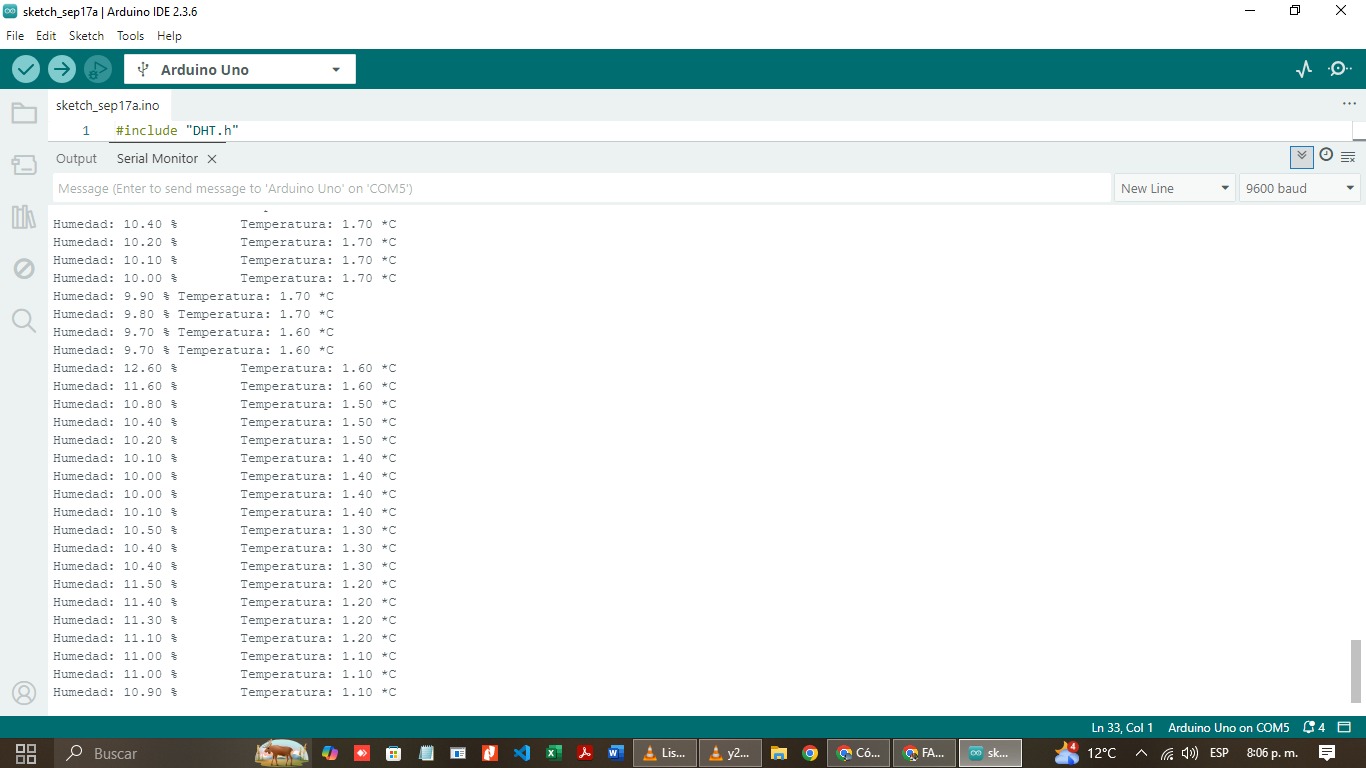 sketch_sep17a | Arduino IDE 2.3.6
File Edit Sketch Tools Help
Arduino Uno
sketch_sep17a.ino
1 #include "DHT.h"
Output Serial Monitor
Message (Enter to send message to 'Arduino Uno' on 'COM5') New Line 9600 baud
Humedad: 10.40 % Temperatura: 1.70 *C
Humedad: 10.20 % Temperatura: 1.70 *C
Humedad: 10.10 % Temperatura: 1.70 *C
Humedad: 10.00 % Temperatura: 1.70 *C
Humedad: 9.90 % Temperatura: 1.70 *C
Humedad: 9.80 % Temperatura: 1.70 *C
Humedad: 9.70 % Temperatura: 1.60 *C
Humedad: 9.70 % Temperatura: 1.60 *C
Humedad: 12.60 % Temperatura: 1.60 *C
Humedad: 11.60 % Temperatura: 1.60 *C
Humedad: 10.80 % Temperatura: 1.50 *C
Humedad: 10.40 % Temperatura: 1.50 *C
Humedad: 10.20 % Temperatura: 1.50 *C
Humedad: 10.10 % Temperatura: 1.40 *C
Humedad: 10.00 % Temperatura: 1.40 *C
Humedad: 10.00 % Temperatura: 1.40 *C
Humedad: 10.10 % Temperatura: 1.40 *C
Humedad: 10.50 % Temperatura: 1.30 *C
Humedad: 10.40 % Temperatura: 1.30 *C
Humedad: 10.40 % Temperatura: 1.30 *C
Humedad: 11.50 % Temperatura: 1.20 *C
Humedad: 11.40 % Temperatura: 1.20 *C
Humedad: 11.30 % Temperatura: 1.20 *C
Humedad: 11.10 % Temperatura: 1.20 *C
Humedad: 11.00 % Temperatura: 1.10 *C
Humedad: 11.00 % Temperatura: 1.10 *C
Humedad: 10.90 % Temperatura: 1.10 *C
Ln 33, Col 1 Arduino Uno on COM5 4
Buscar Lis... y2... Có... FA... sk... 4 12°C ESP 8:06 p. m.